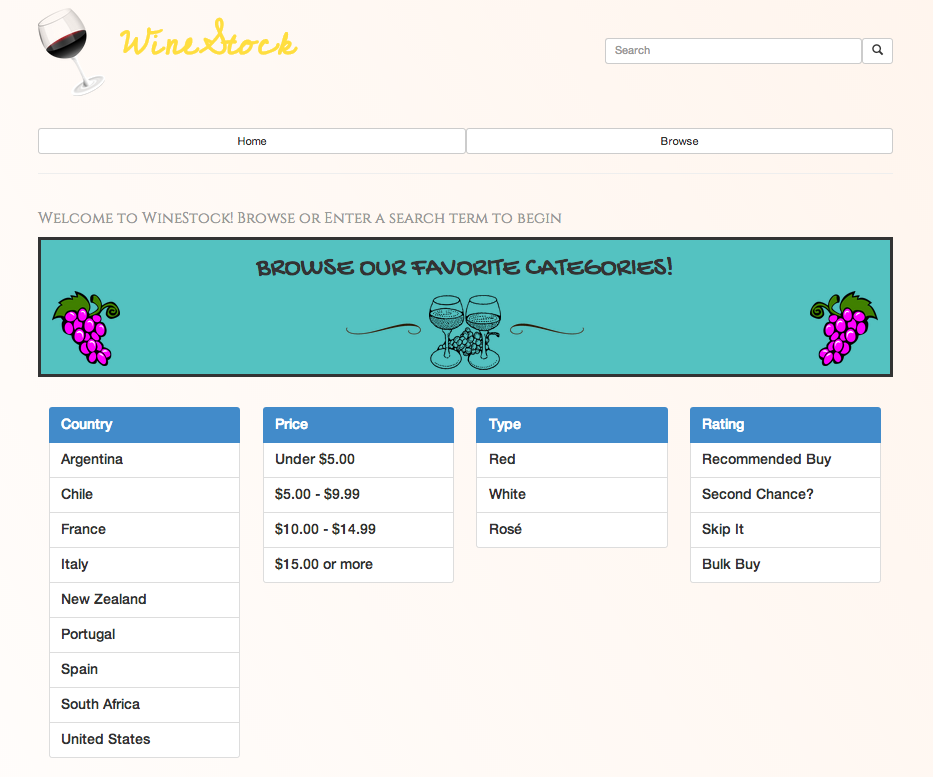 WineStock
Search
Home
Browse
Welcome to WineStock! Browse or Enter a search term to begin
BROWSE OUR FAVORITE CATEGORIES!
Country
Argentina
Chile
France
Italy
New Zealand
Portugal
Spain
South Africa
United States
Price
Under $5.00
$5.00 - $9.99
$10.00 - $14.99
$15.00 or more
Type
Red
White
Rosé
Rating
Recommended Buy
Second Chance?
Skip It
Bulk Buy